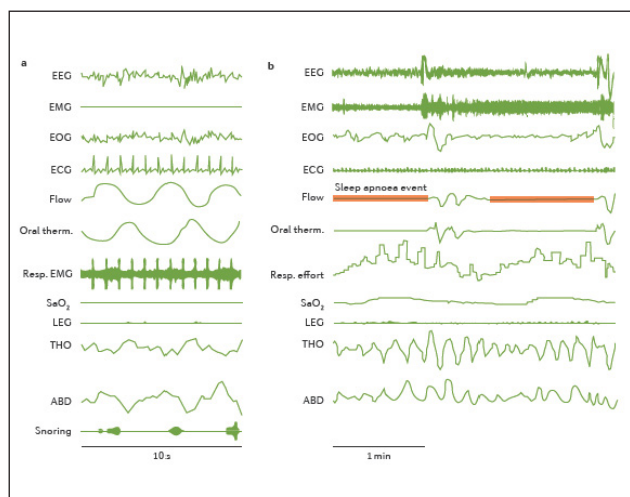 a
EEG
EMG
EOG
ECG
Flow
Oral therm.
Resp. EMG
SaO₂
LEG
THO
ABD
Snoring
10 s
b
EEG
EMG
EOG
ECG
Sleep apnoea event
Flow
Oral therm.
Resp. effort
SaO₂
LEG
THO
ABD
1 min